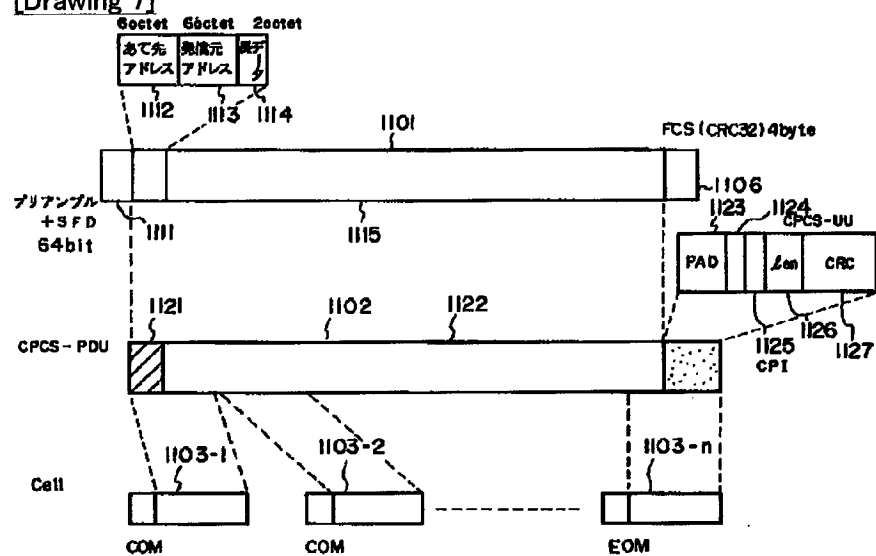 [Drawing 7]
6octet 6octet 2octet
あて先 発信元 長デ
アドレス アドレス ータ
1112 1113 1114
1101
FCS (CRC32) 4byte
プリアンブル
+SFD
64bit
1111
1115
1106
1123 1124
CPCS-UU
PAD len CRC
1125 1126 1127
CPI
1121 1102 1122
CPCS-PDU
1103-1 1103-2 1103-n
Cell
COM COM EOM